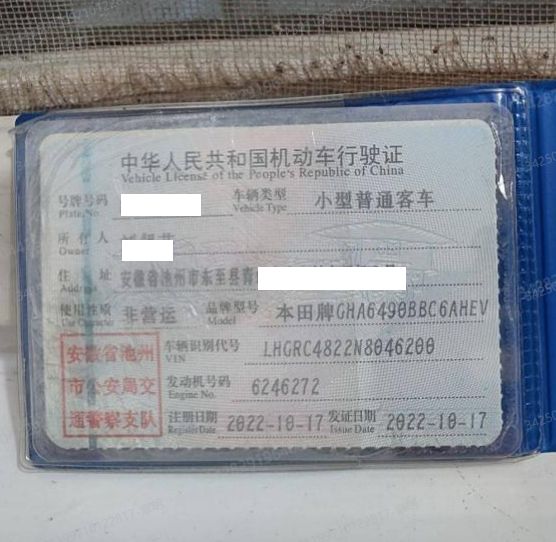 中华人民共和国机动车行驶证
Vehicle License of the People's Republic of China
号牌号码 车辆类型 小型普通客车
Plate No. Vehicle Type
所有人
Owner
住址 安徽省池州市东至县
Address
使用性质 非营运 品牌型号 本田牌GHA6490BBC6AHEV
Use Character Model
安徽省池州
市公安局交
通警察支队
车辆识别代号 LHGRC4822N8046200
VIN
发动机号码 6246272
Engine No.
注册日期 2022-10-17 发证日期 2022-10-17
Register Date Issue Date